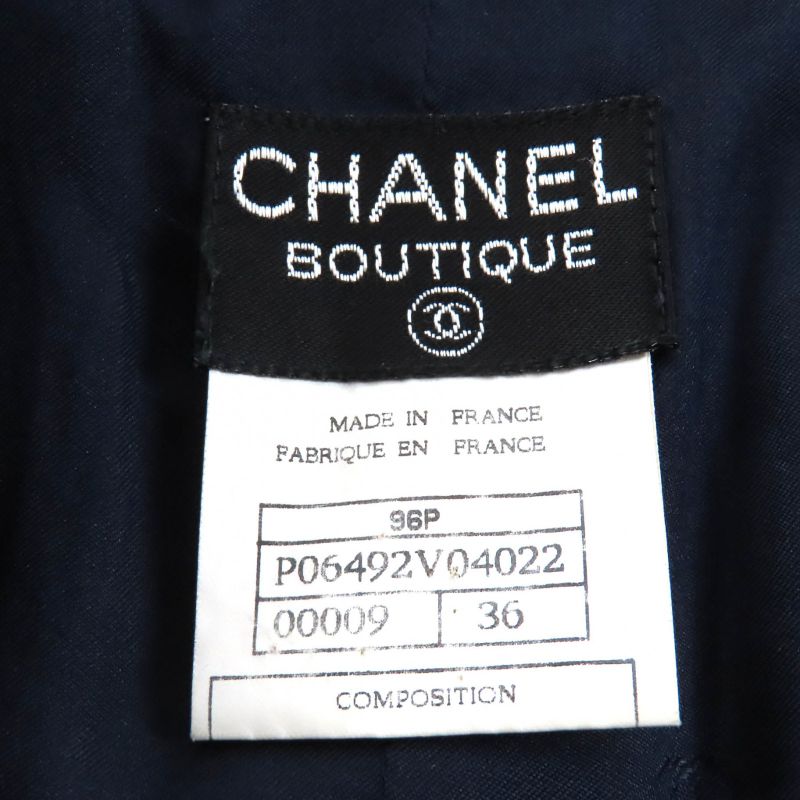 CHANEL
BOUTIQUE
MADE IN FRANCE
FABRIQUE EN FRANCE
96P
P06492V04022
00009 36
COMPOSITION